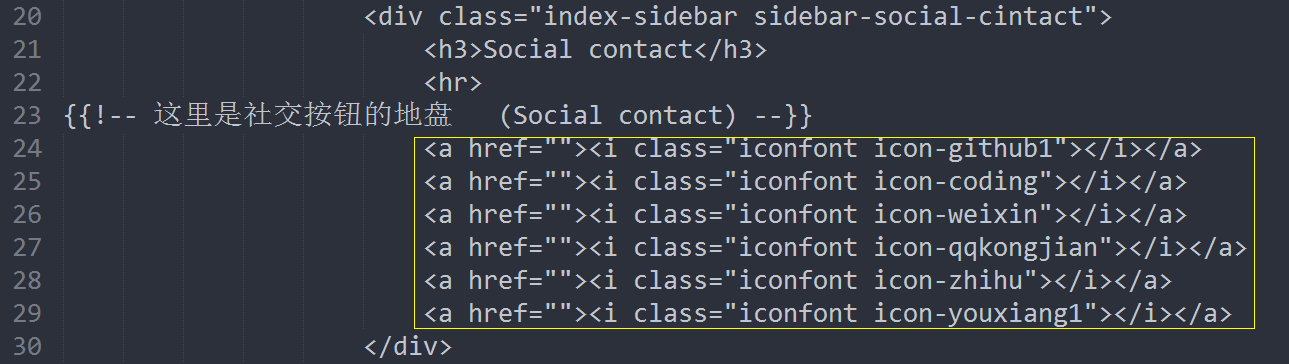 20 <div class="index-sidebar sidebar-social-cintact">
21 <h3>Social contact</h3>
22 <hr>
23 {{!-- 这里是社交按钮的地盘 (Social contact) --}}
24 <a href=""><i class="iconfont icon-github1"></i></a>
25 <a href=""><i class="iconfont icon-coding"></i></a>
26 <a href=""><i class="iconfont icon-weixin"></i></a>
27 <a href=""><i class="iconfont icon-qqkongjian"></i></a>
28 <a href=""><i class="iconfont icon-zhihu"></i></a>
29 <a href=""><i class="iconfont icon-youxiang1"></i></a>
30 </div>